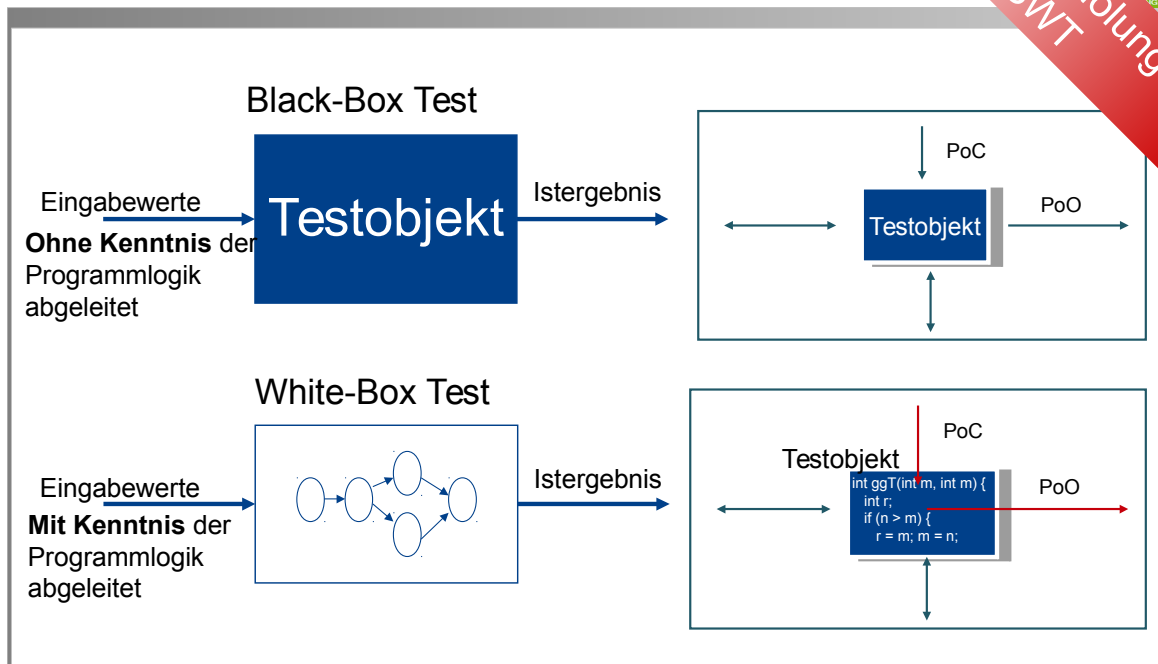 Black-Box Test
Eingabewerte
Ohne Kenntnis der
Programmlogik
abgeleitet
Testobjekt
Istergebnis
PoC
Testobjekt
PoO
White-Box Test
Eingabewerte
Mit Kenntnis der
Programmlogik
abgeleitet
Istergebnis
PoC
Testobjekt
int ggT(int m, int m) {
int r;
if (n > m) {
r = m; m = n;
PoO
SWT